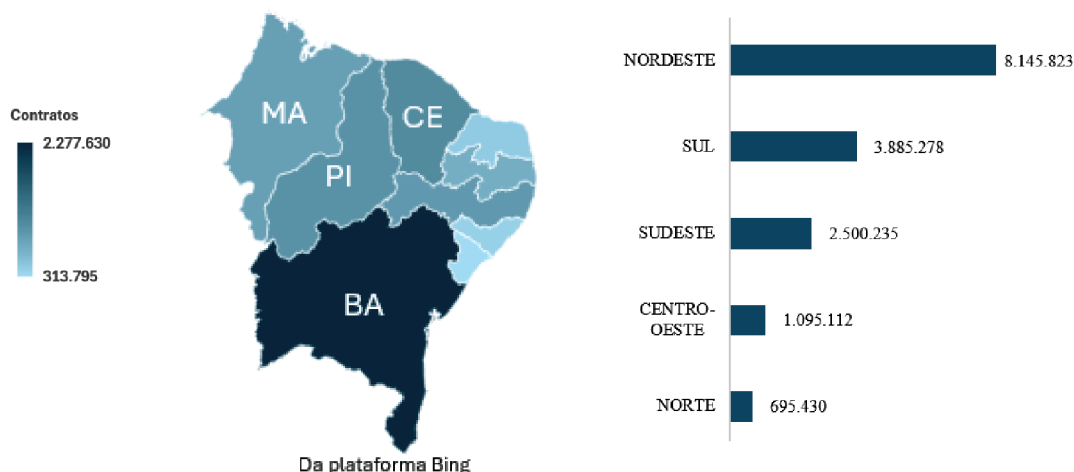 Contratos
2.277.630
313.795
MA
CE
PI
BA
Da plataforma Bing
NORDESTE
8.145.823
SUL
3.885.278
SUDESTE
2.500.235
CENTRO-
OESTE
1.095.112
NORTE
695.430